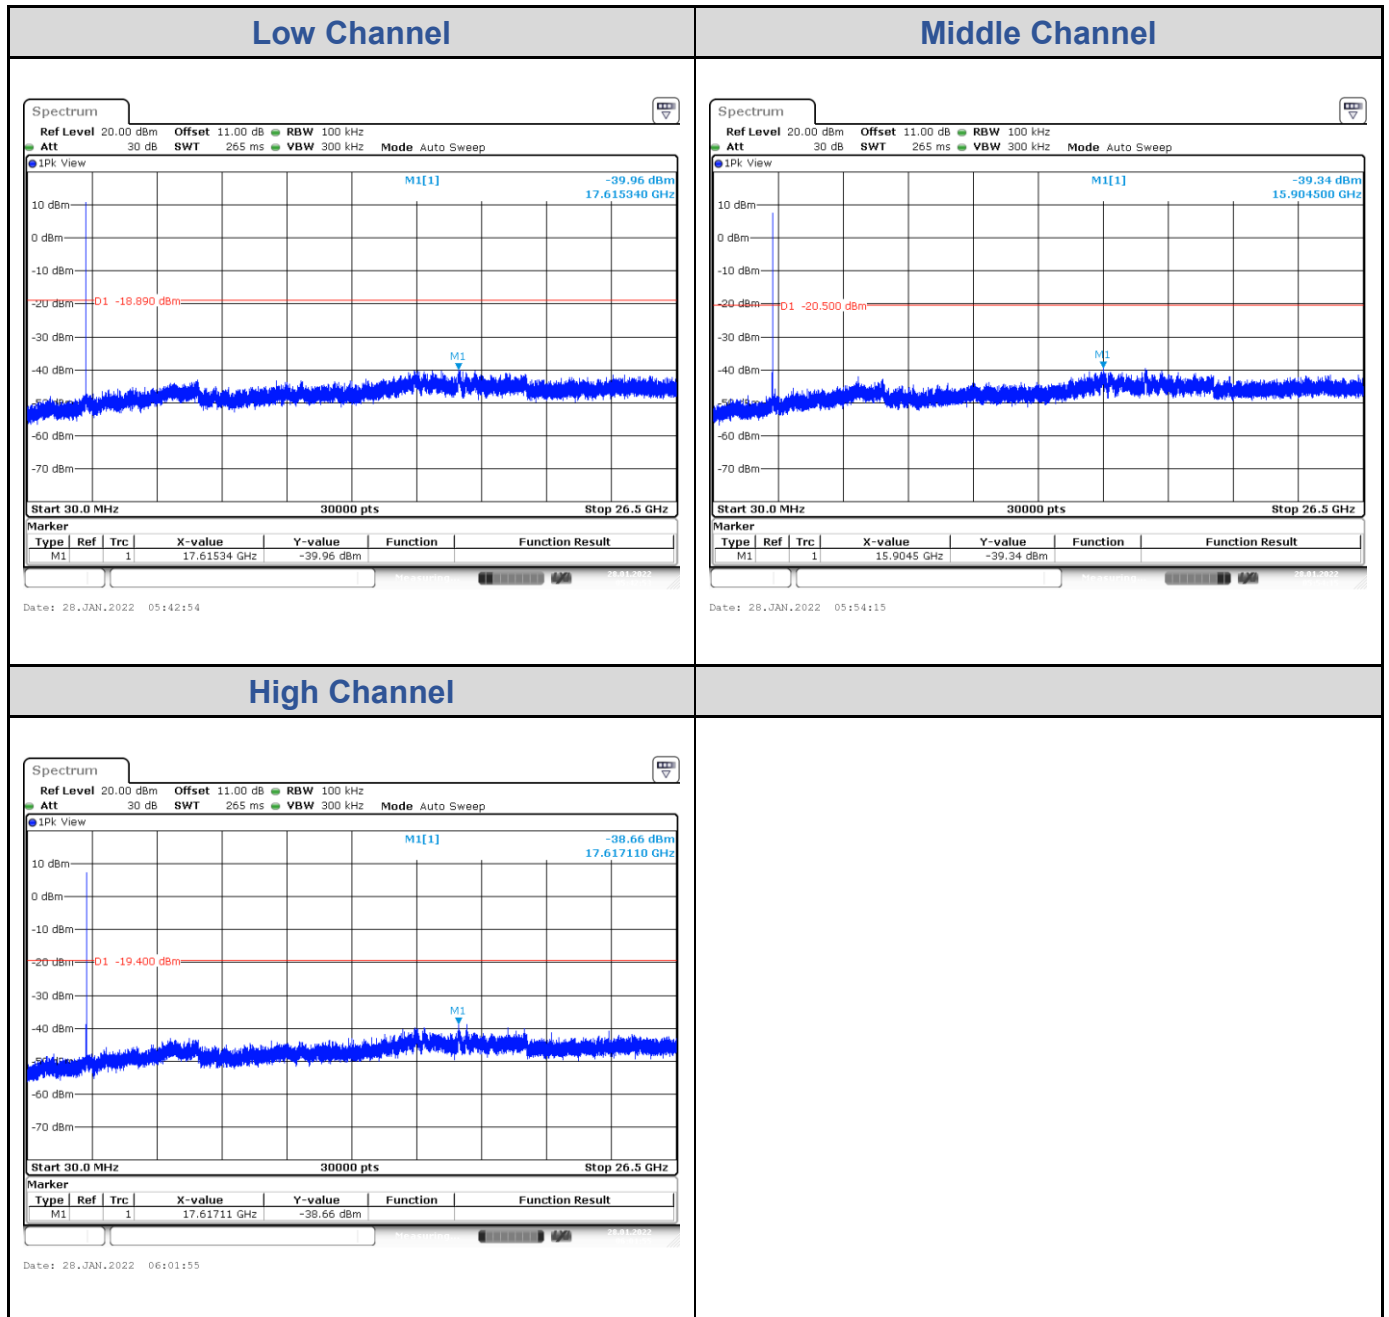 Low Channel
Middle Channel
Spectrum
Ref Level 20.00 dBm Offset 11.00 dB RBW 100 kHz
Att 30 dB SWT 265 ms VBW 300 kHz Mode Auto Sweep
1Pk View
M1[1] -39.96 dBm
17.615340 GHz
10 dBm
0 dBm
-10 dBm
-20 dBm
D1 -18.890 dBm
-30 dBm
M1
-40 dBm
-60 dBm
-70 dBm
Start 30.0 MHz 30000 pts Stop 26.5 GHz
Marker
Type Ref Trc X-value Y-value Function Function Result
M1 1 17.61534 GHz -39.96 dBm
Measuring 28.01.2022
Date: 28.JAN.2022 05:42:54
Spectrum
Ref Level 20.00 dBm Offset 11.00 dB RBW 100 kHz
Att 30 dB SWT 265 ms VBW 300 kHz Mode Auto Sweep
1Pk View
M1[1] -39.34 dBm
15.904500 GHz
10 dBm
0 dBm
-10 dBm
-20 dBm
D1 -20.500 dBm
-30 dBm
M1
-40 dBm
-60 dBm
-70 dBm
Start 30.0 MHz 30000 pts Stop 26.5 GHz
Marker
Type Ref Trc X-value Y-value Function Function Result
M1 1 15.9045 GHz -39.34 dBm
Measuring 28.01.2022
Date: 28.JAN.2022 05:54:15
High Channel
Spectrum
Ref Level 20.00 dBm Offset 11.00 dB RBW 100 kHz
Att 30 dB SWT 265 ms VBW 300 kHz Mode Auto Sweep
1Pk View
M1[1] -38.66 dBm
17.617110 GHz
10 dBm
0 dBm
-10 dBm
-20 dBm
D1 -19.400 dBm
-30 dBm
M1
-40 dBm
-60 dBm
-70 dBm
Start 30.0 MHz 30000 pts Stop 26.5 GHz
Marker
Type Ref Trc X-value Y-value Function Function Result
M1 1 17.61711 GHz -38.66 dBm
Measuring 28.01.2022
Date: 28.JAN.2022 06:01:55